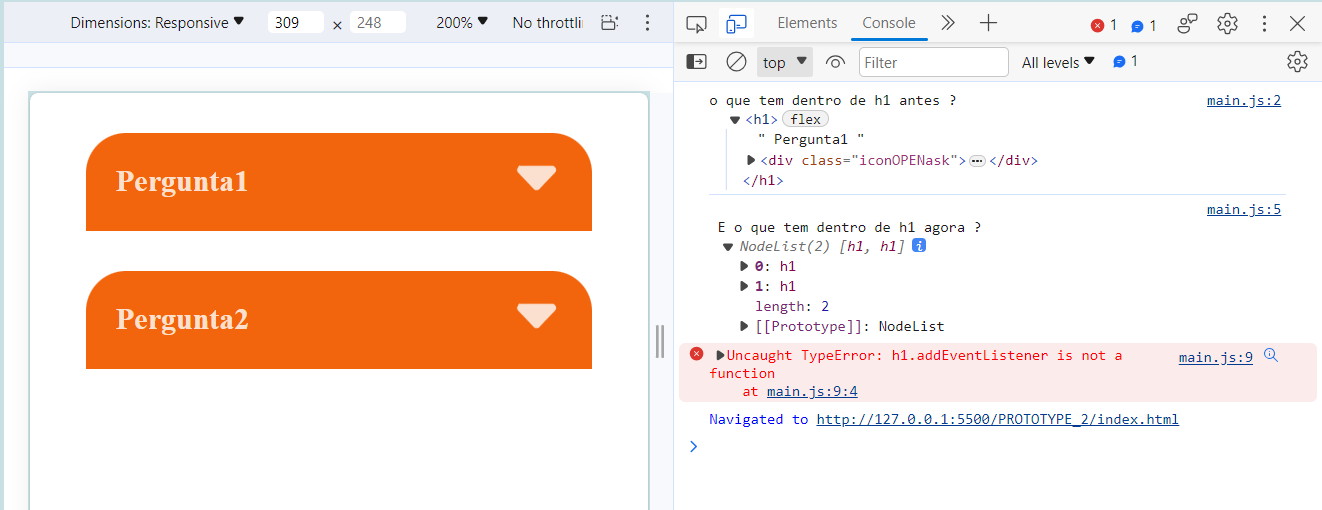 Dimensions: Responsive 309 × 248 200% No throttlin
Pergunta1
Pergunta2
Elements Console 1 1
top Filter All levels 1
o que tem dentro de h1 antes ? main.js:2
<h1> flex
" Pergunta1 "
<div class="iconOPENask"> ⋯ </div>
</h1>
main.js:5
E o que tem dentro de h1 agora ?
NodeList(2) [h1, h1] i
0: h1
1: h1
length: 2
[[Prototype]]: NodeList
Uncaught TypeError: h1.addEventListener is not a main.js:9
function
at main.js:9:4
Navigated to http://127.0.0.1:5500/PROTOTYPE_2/index.html